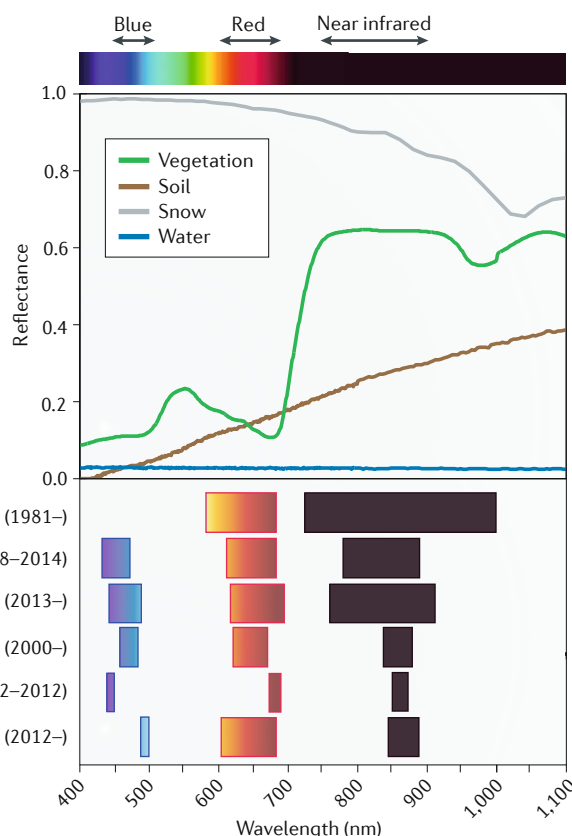 Blue Red Near infrared
1.0
0.8
0.6
0.4
0.2
0.0
Reflectance
Vegetation
Soil
Snow
Water
(1981–)
8–2014)
(2013–)
(2000–)
2–2012)
(2012–)
400 500 600 700 800 900 1,000 1,100
Wavelength (nm)